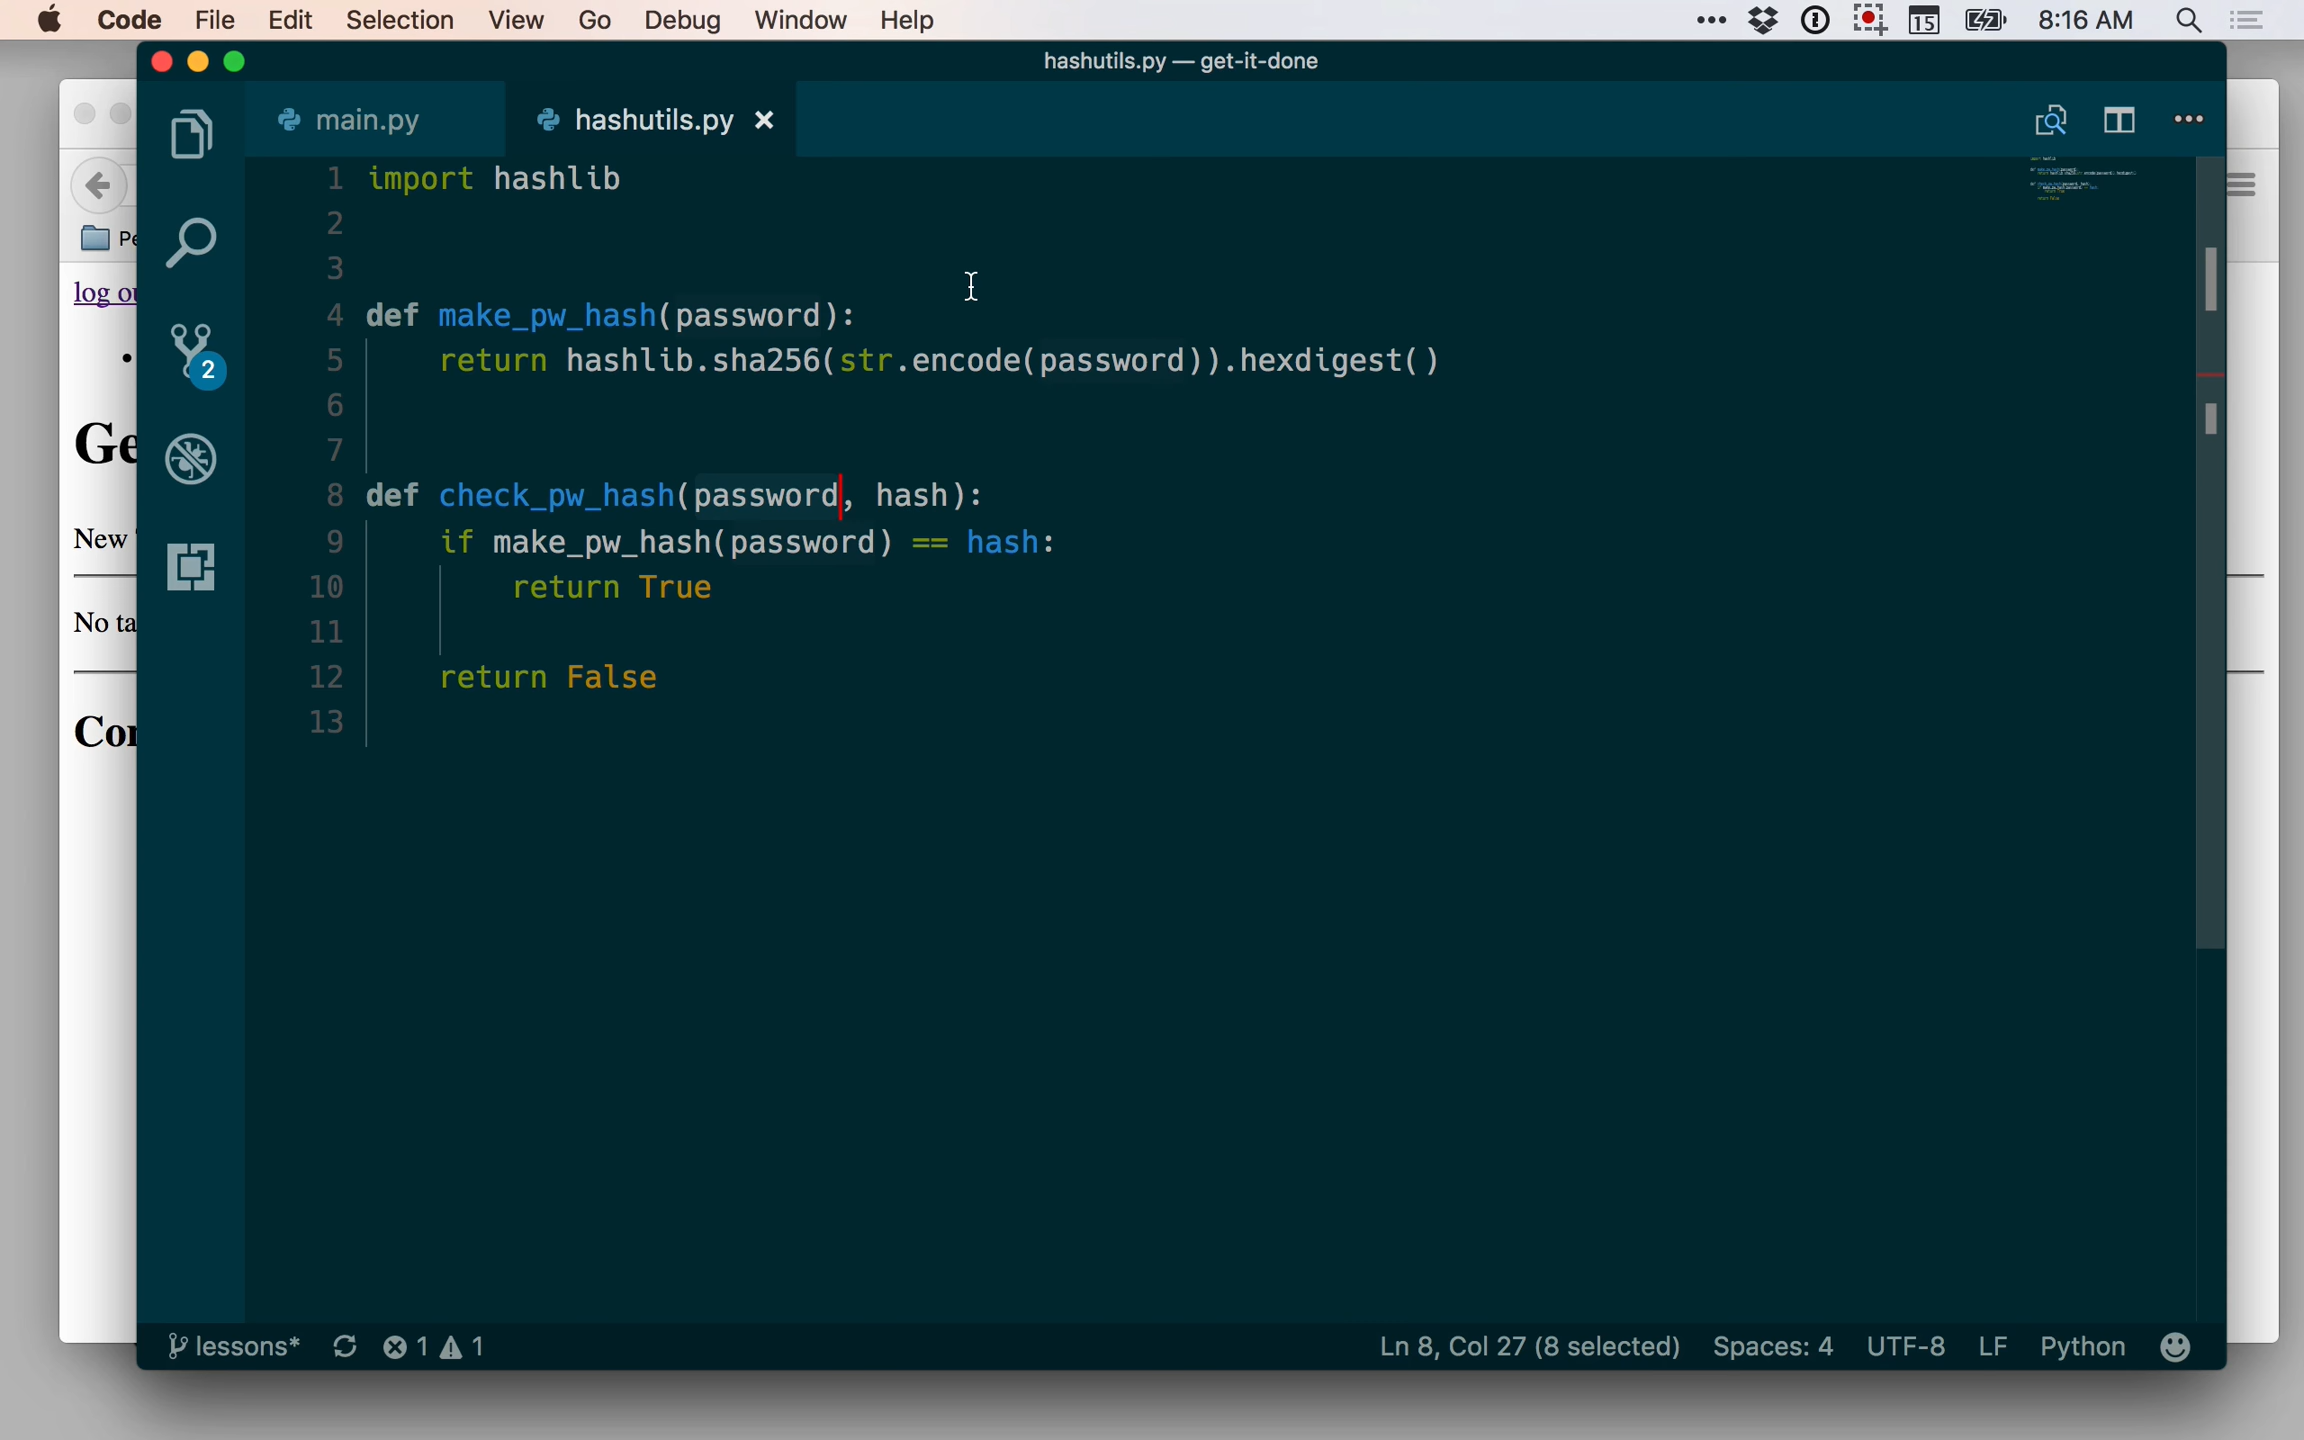 Code File Edit Selection View Go Debug Window Help 15 8:16 AM
hashutils.py — get-it-done
main.py hashutils.py
1 import hashlib
2
3
4 def make_pw_hash(password):
5 return hashlib.sha256(str.encode(password)).hexdigest()
6
7
8 def check_pw_hash(password, hash):
9 if make_pw_hash(password) == hash:
10 return True
11
12 return False
13
2
log
New
No
lessons* 1 1 Ln 8, Col 27 (8 selected) Spaces: 4 UTF-8 LF Python